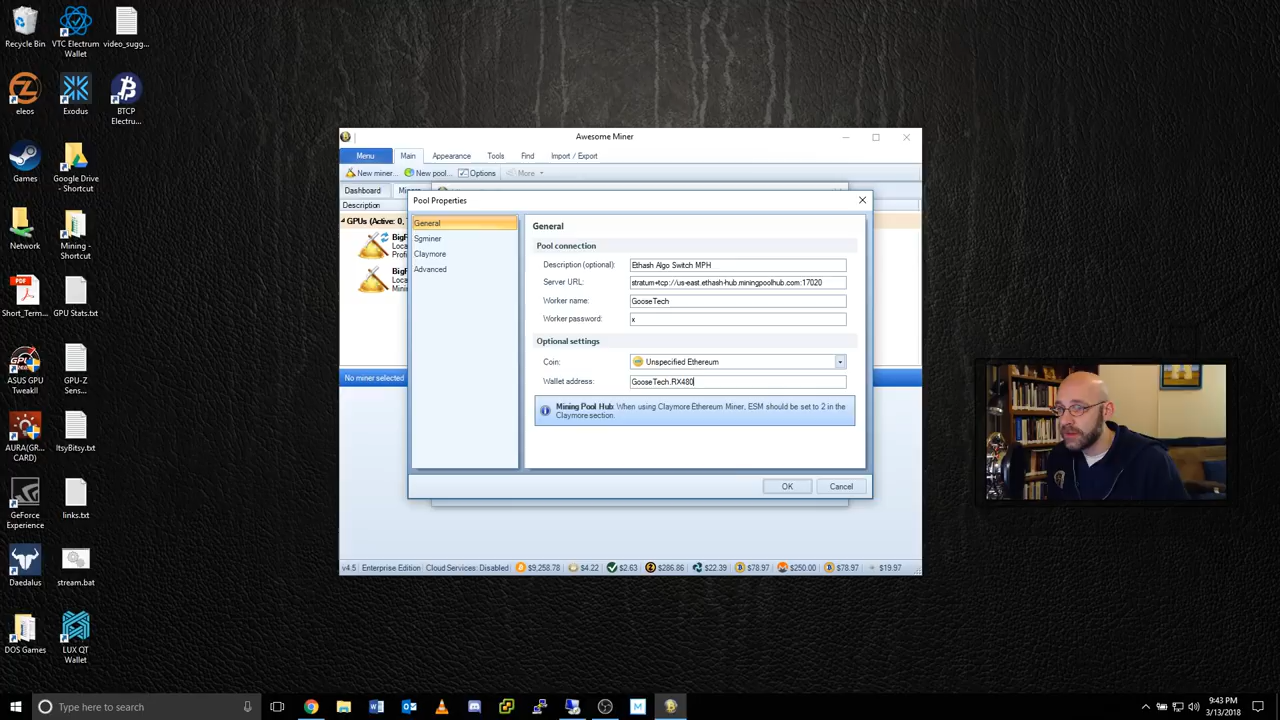 Recycle Bin
VTC Electrum
Wallet
video_sugg...
eleos
Exodus
BTCP
Electru...
Games
Google Drive
- Shortcut
Network
Mining -
Shortcut
Short_Term...
GPU Stats.txt
ASUS GPU
TweakII
GPU-Z
Sens...
AURA(GR...
CARD)
ItsyBitsy.txt
GeForce
Experience
links.txt
Daedalus
stream.bat
DOS Games
LUX QT
Wallet
Awesome Miner
Menu
Main
Appearance
Tools
Find
Import / Export
New miner...
New pool...
Options
More
Dashboard
Description
GPUs (Active: 0,
No miner selected
Pool Properties
General
Sgminer
Claymore
Advanced
General
Pool connection
Description (optional):
Ethash Algo Switch MPH
Server URL:
stratum+tcp://us-east.ethash-hub.miningpoolhub.com:17020
Worker name:
GooseTech
Worker password:
x
Optional settings
Coin:
Unspecified Ethereum
Wallet address:
GooseTech.RX480
Mining Pool Hub: When using Claymore Ethereum Miner, ESM should be set to 2 in the
Claymore section.
OK
Cancel
v4.5
Enterprise Edition
Cloud Services: Disabled
$9,258.78
$4.22
$2.63
$286.86
$22.39
$78.97
$250.00
$78.97
$19.97
Type here to search
9:43 PM
3/13/2018